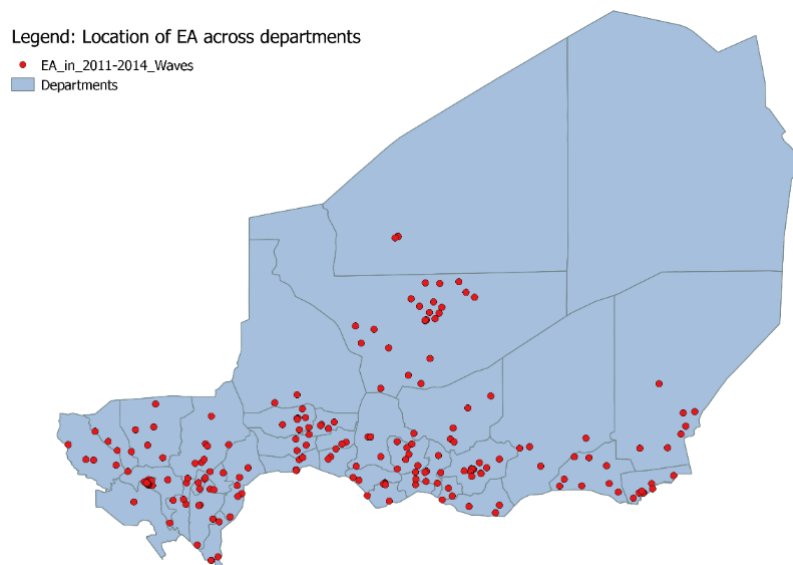 Legend: Location of EA across departments
EA_in_2011-2014_Waves
Departments